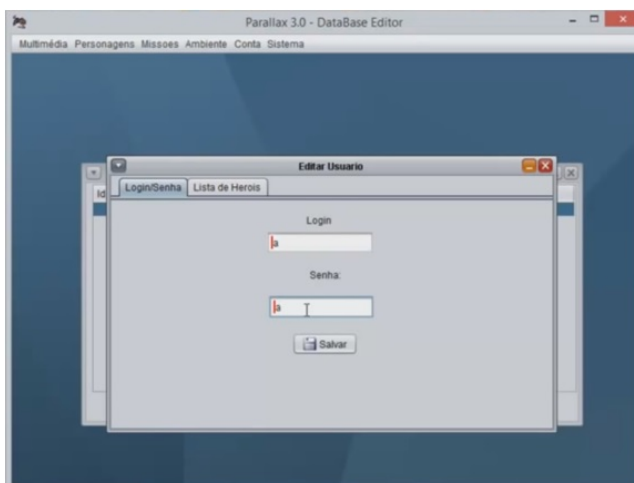 Parallax 3.0 - DataBase Editor
Multimédia Personagens Missoes Ambiente Conta Sistema
Editar Usuario
Id
Login/Senha Lista de Herois
Login
a
Senha:
a
Salvar